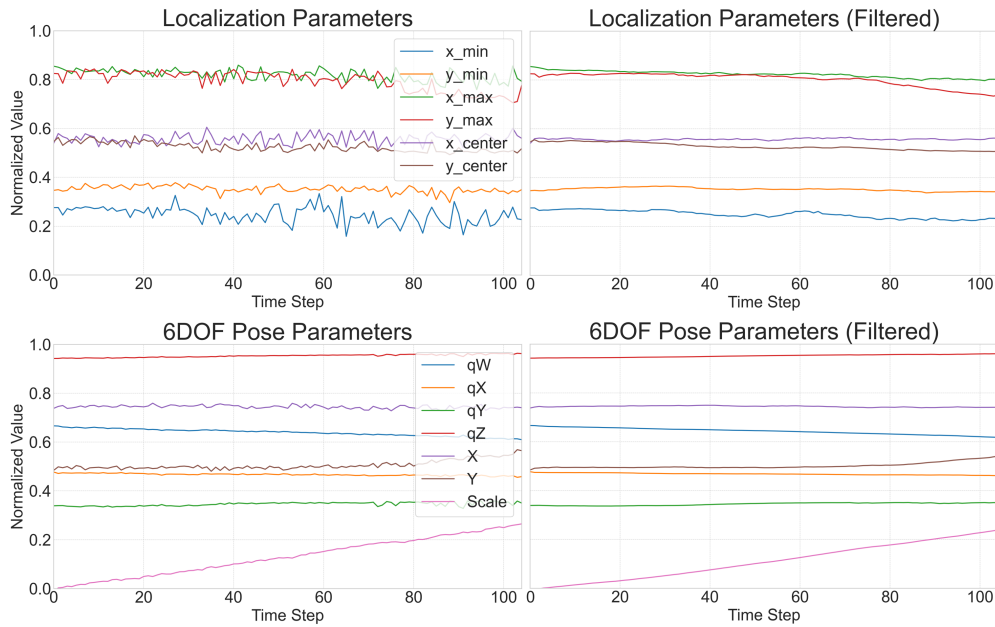 Localization Parameters
Localization Parameters (Filtered)
1.0
0.8
0.6
0.4
0.2
0.0
Normalized Value
x_min
y_min
x_max
y_max
x_center
y_center
0 20 40 60 80 100
Time Step
0 20 40 60 80 100
Time Step
6DOF Pose Parameters
6DOF Pose Parameters (Filtered)
1.0
0.8
0.6
0.4
0.2
0.0
Normalized Value
qW
qX
qY
qZ
X
Y
Scale
0 20 40 60 80 100
Time Step
0 20 40 60 80 100
Time Step